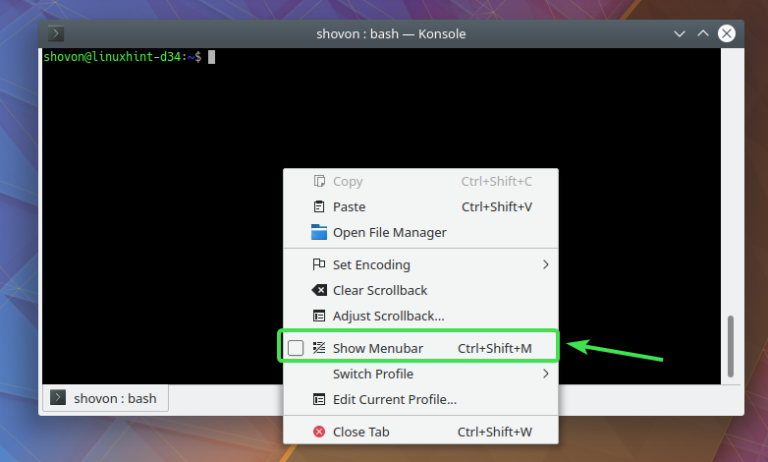 shovon : bash — Konsole
shovon@linuxhint-d34:~$
Copy Ctrl+Shift+C
Paste Ctrl+Shift+V
Open File Manager
Set Encoding
Clear Scrollback
Adjust Scrollback...
Show Menubar Ctrl+Shift+M
Switch Profile
Edit Current Profile...
Close Tab Ctrl+Shift+W
shovon : bash